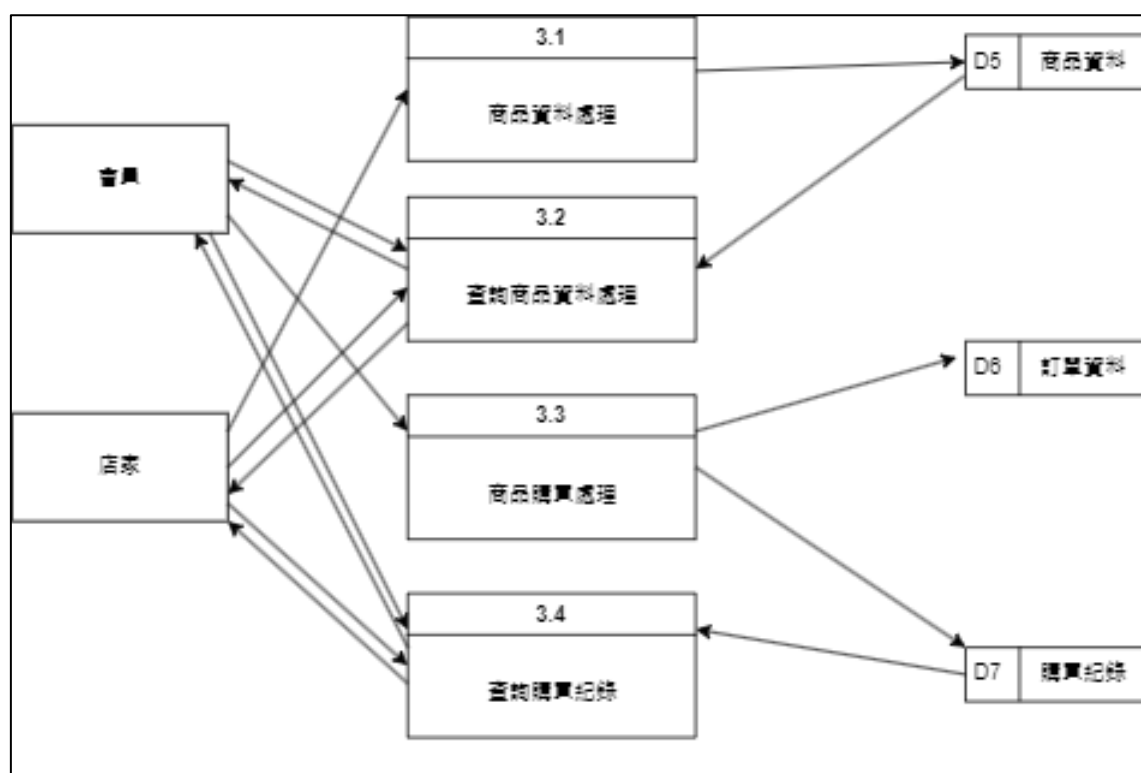 3.1
商品資料處理
D5 商品資料
會員
3.2
查詢商品資料處理
D6 訂單資料
3.3
店家
商品購買處理
3.4
查詢購買紀錄
D7 購買紀錄